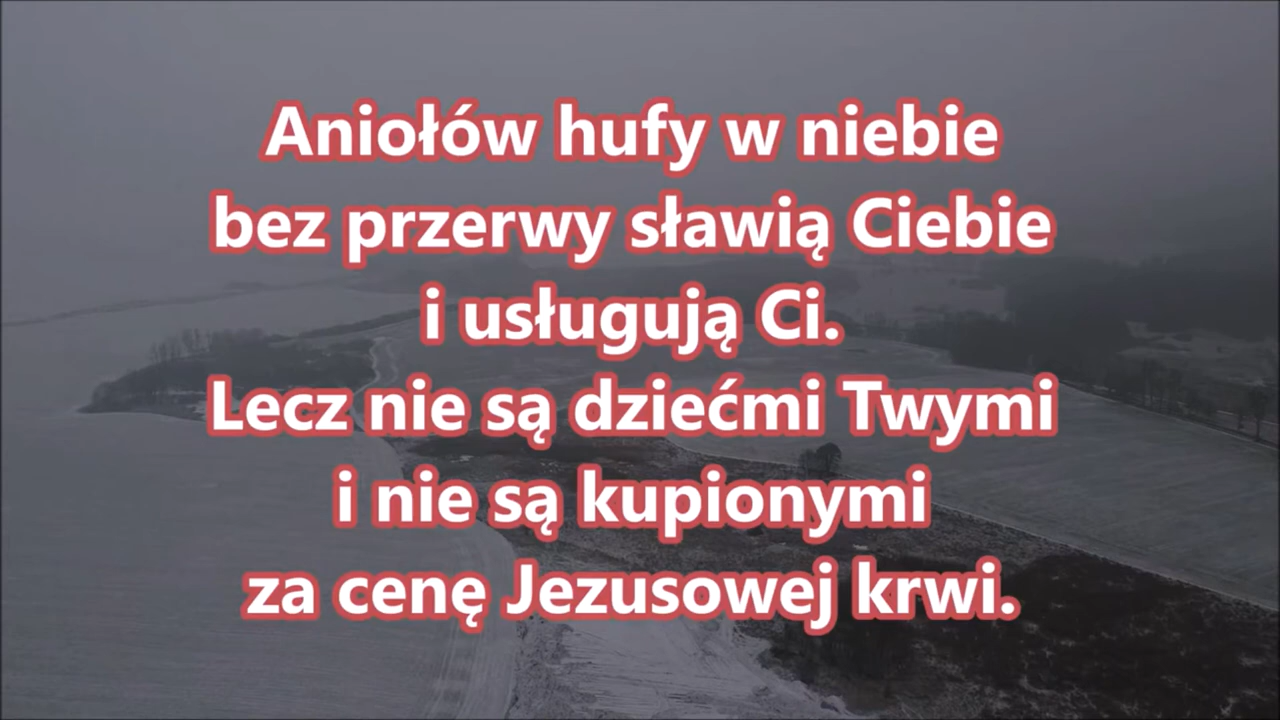 Aniołów hufy w niebie
bez przerwy sławią Ciebie
i usługują Ci.
Lecz nie są dziećmi Twymi
i nie są kupionymi
za cenę Jezusowej krwi.